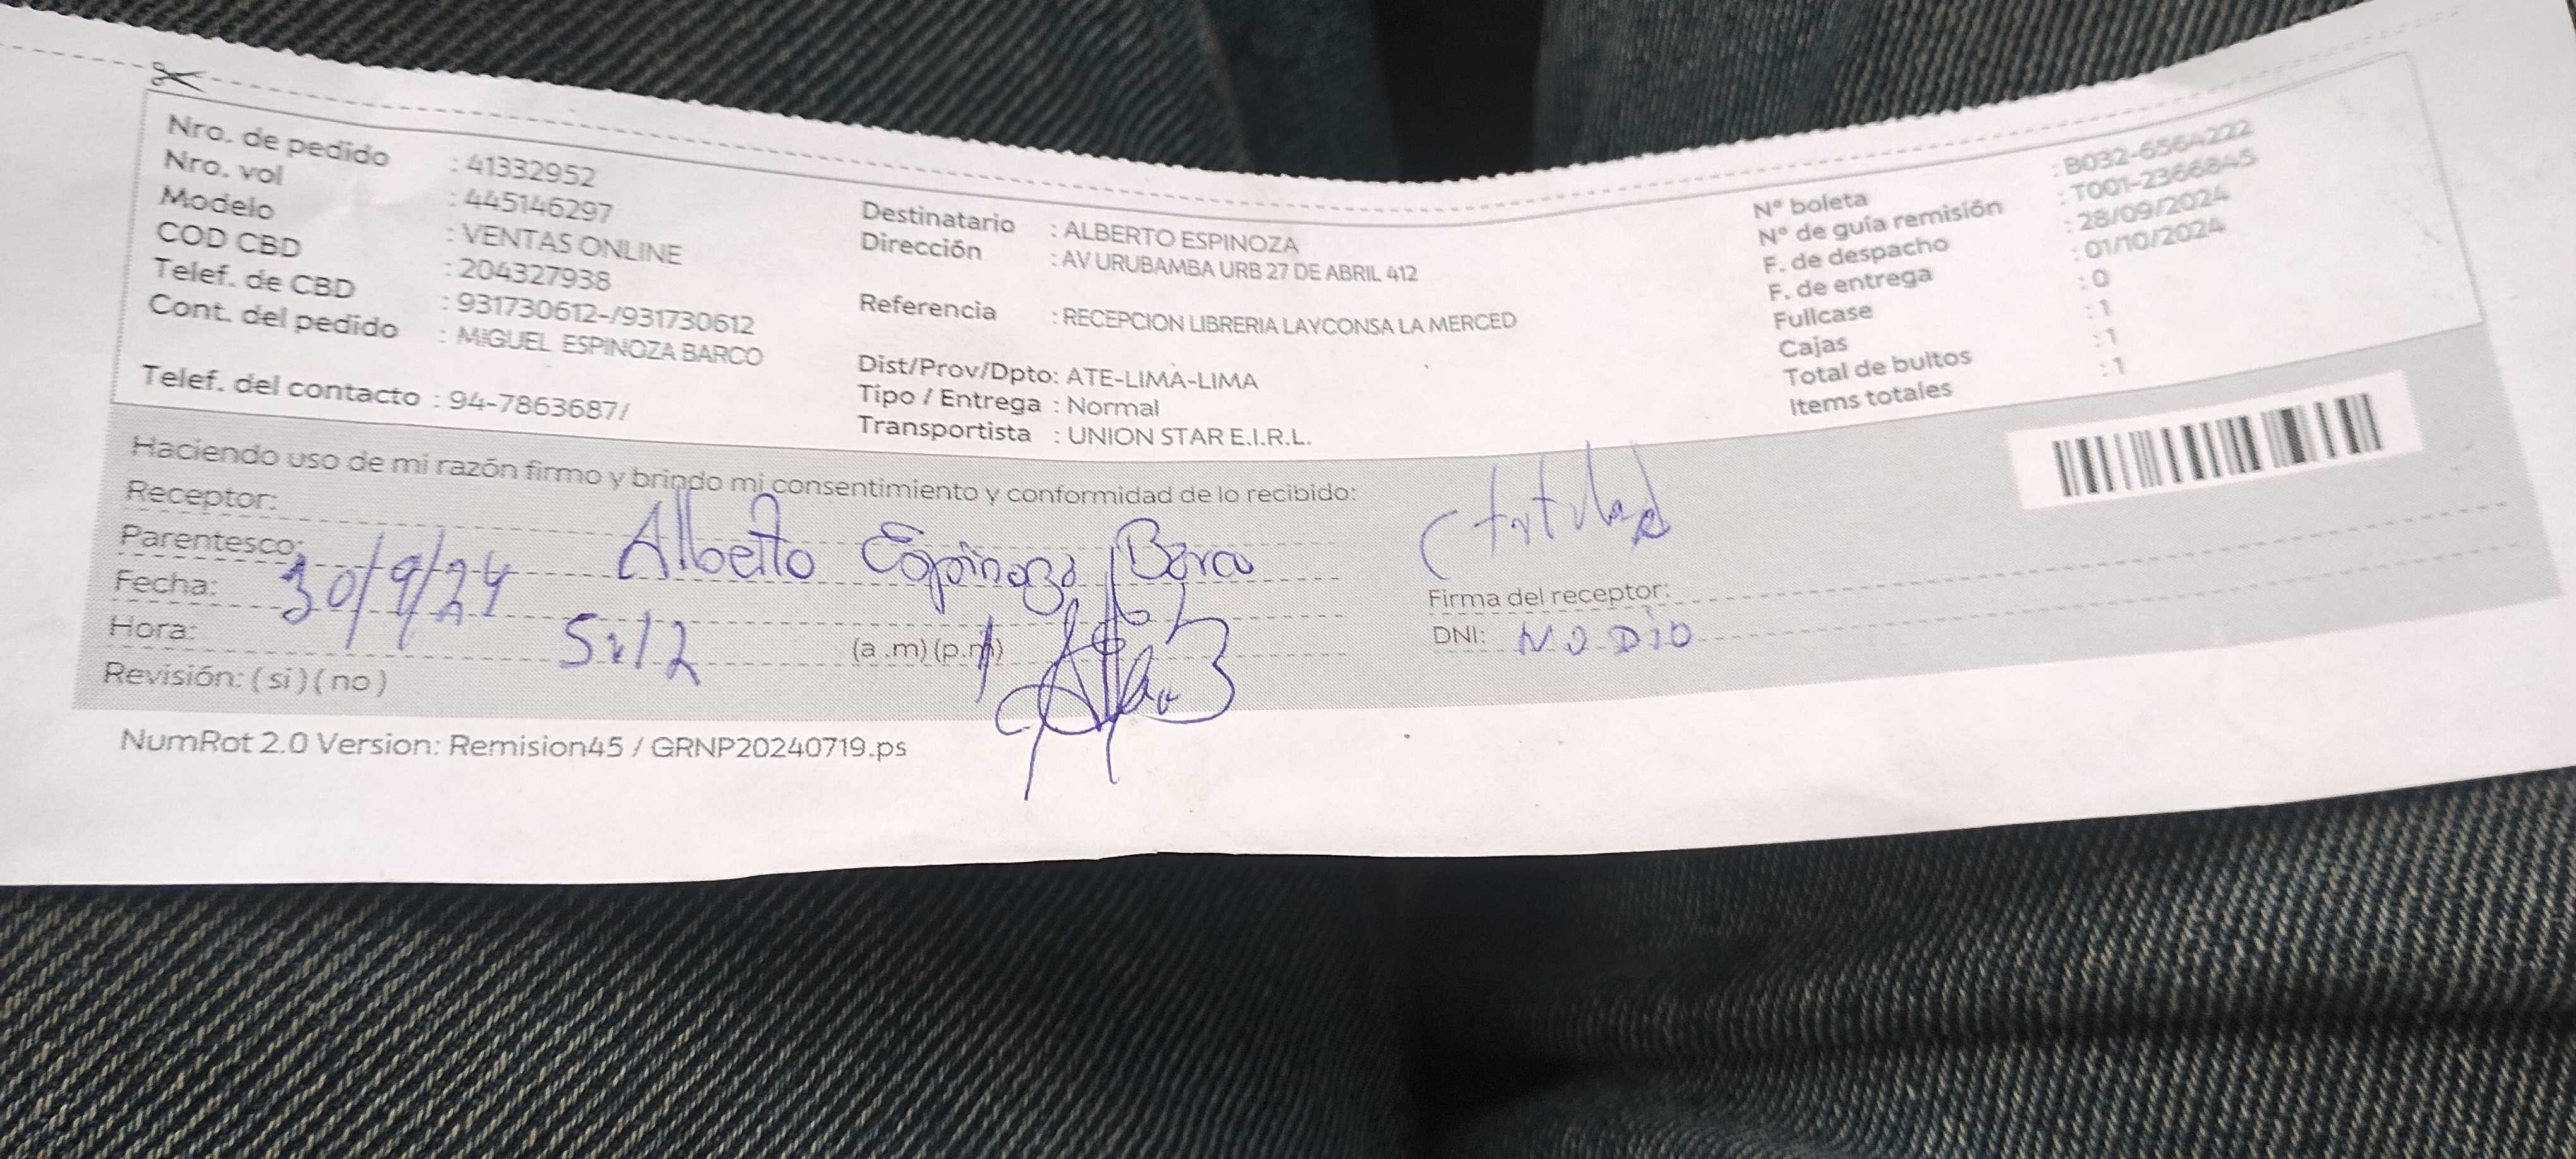 Nro. de pedido : 41332952
Nro. vol : 445146297
Modelo : VENTAS ONLINE
COD CBD : 204327938
Telef. de CBD : 931730612-/931730612
Cont. del pedido : MIGUEL ESPINOZA BARCO
Telef. del contacto : 94-7863687/
Destinatario : ALBERTO ESPINOZA
Dirección : AV URUBAMBA URB 27 DE ABRIL 412
Referencia : RECEPCION LIBRERIA LAYCONSA LA MERCED
Dist/Prov/Dpto: ATE-LIMA-LIMA
Tipo / Entrega : Normal
Transportista : UNION STAR E.I.R.L.
N° boleta : B032-6564222
N° de guía remisión : T001-2366845
F. de despacho : 28/09/2024
F. de entrega : 01/10/2024
Fullcase : 0
Cajas : 1
Total de bultos : 1
Items totales : 1
Haciendo uso de mi razón firmo y brindo mi consentimiento y conformidad de lo recibido:
Receptor:
Parentesco: Alberto Espinoza Barco
Fecha: 30/9/24
Hora: 5:12 (a .m) (p.m)
Revisión: ( si ) ( no )
Firma del receptor:
DNI: NO DIO
NumRot 2.0 Version: Remision45 / GRNP20240719.ps